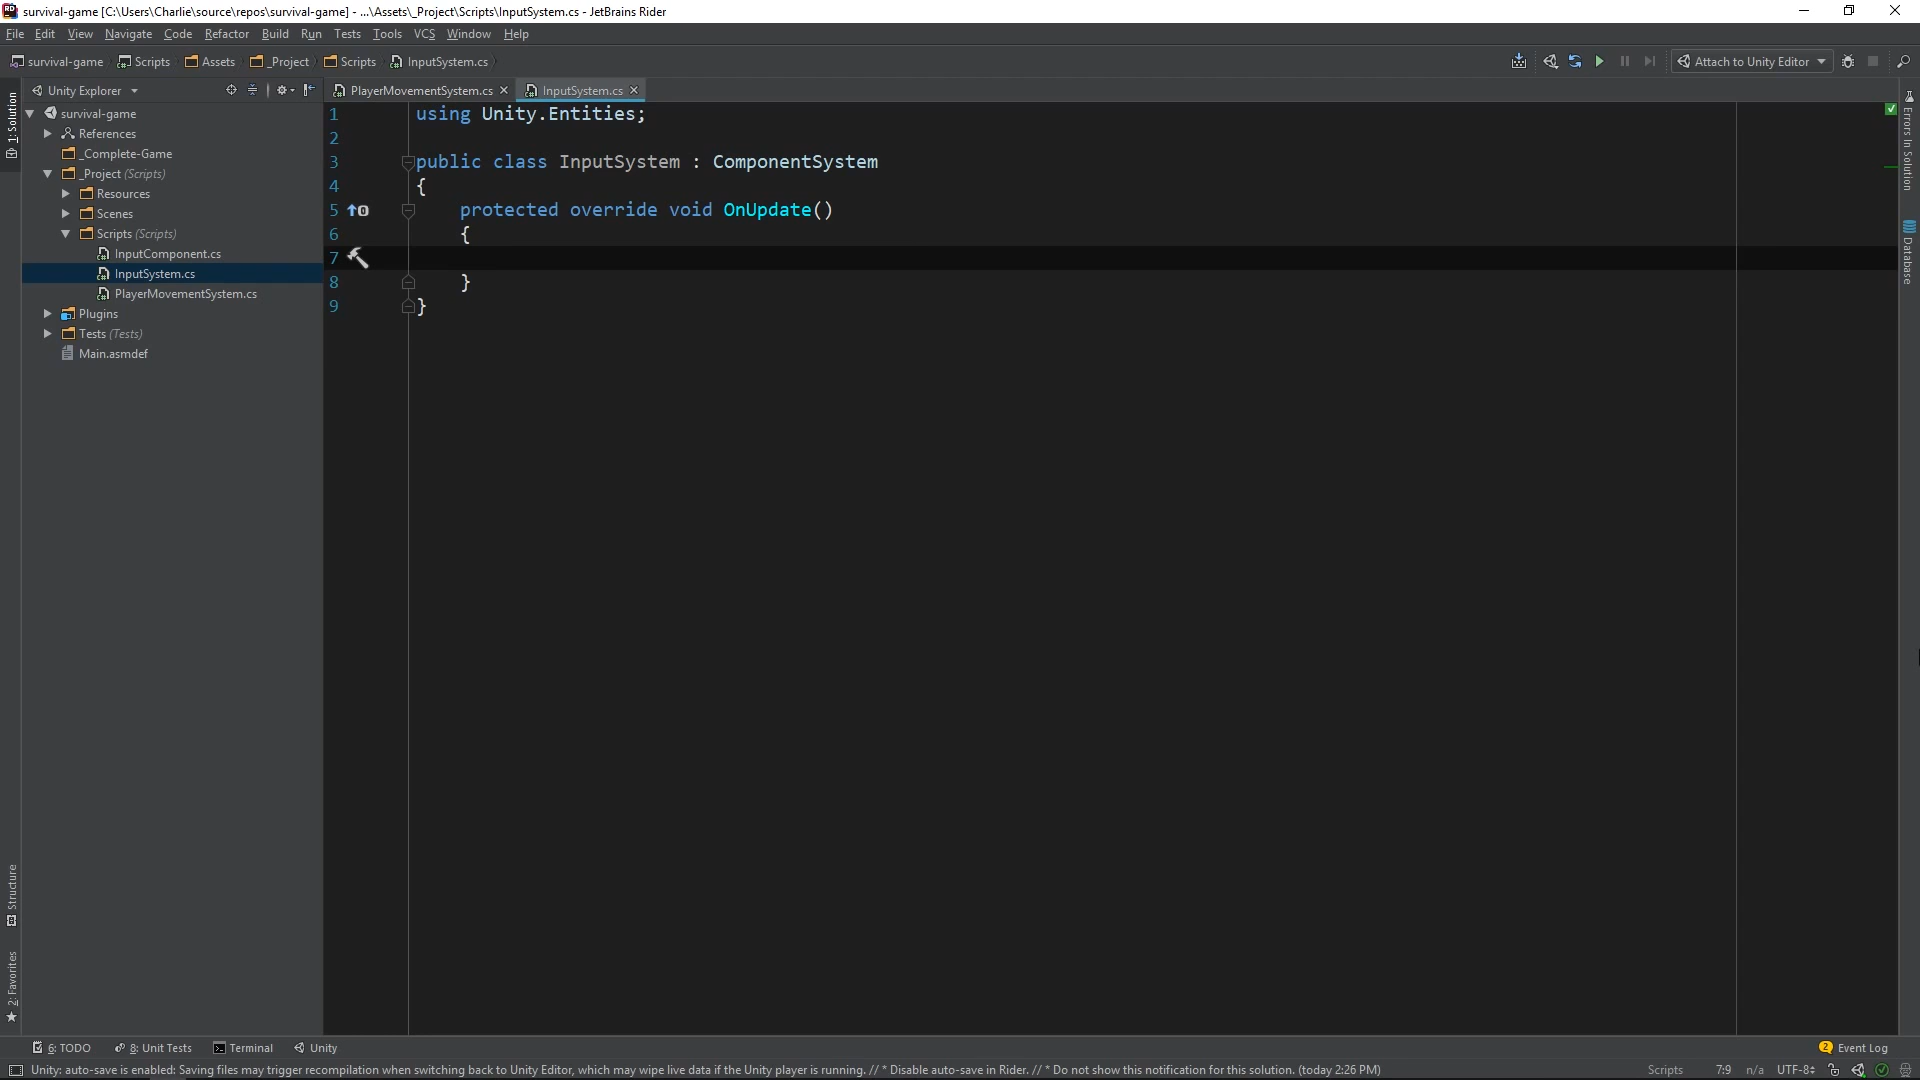 survival-game [C:\Users\Charlie\source\repos\survival-game] - ...\Assets\_Project\Scripts\InputSystem.cs - JetBrains Rider
File Edit View Navigate Code Refactor Build Run Tests Tools VCS Window Help
survival-game Scripts Assets _Project Scripts InputSystem.cs
Attach to Unity Editor
Unity Explorer
PlayerMovementSystem.cs InputSystem.cs
survival-game
References
_Complete-Game
_Project (Scripts)
Resources
Scenes
Scripts (Scripts)
InputComponent.cs
InputSystem.cs
PlayerMovementSystem.cs
Plugins
Tests (Tests)
Main.asmdef
1 using Unity.Entities;
2
3 public class InputSystem : ComponentSystem
4 {
5 protected override void OnUpdate()
6 {
7
8 }
9 }
1: Solution
Structure
2: Favorites
Errors In Solution
Database
6: TODO 8: Unit Tests Terminal Unity
2 Event Log
Unity: auto-save is enabled: Saving files may trigger recompilation when switching back to Unity Editor, which may wipe live data if the Unity player is running. // * Disable auto-save in Rider. // * Do not show this notification for this solution. (today 2:26 PM)
Scripts 7:9 n/a UTF-8